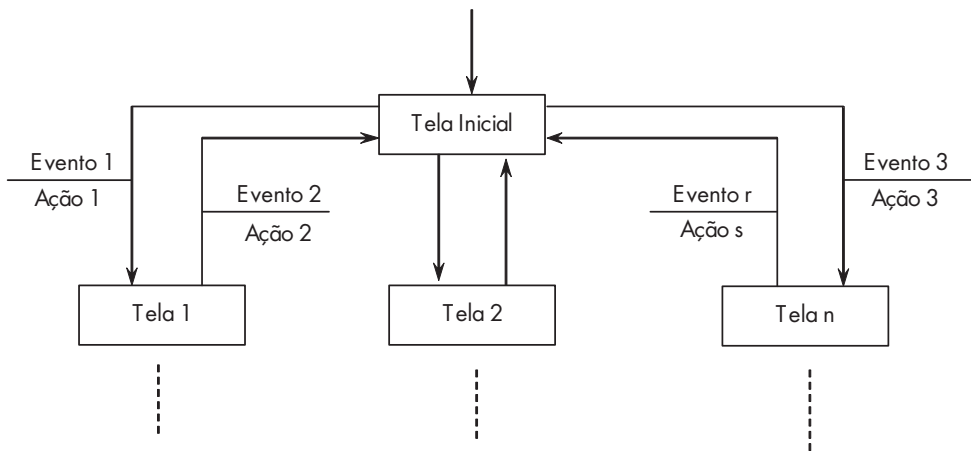 Tela Inicial
Evento 1
Ação 1
Evento 2
Ação 2
Evento r
Ação s
Evento 3
Ação 3
Tela 1
Tela 2
Tela n